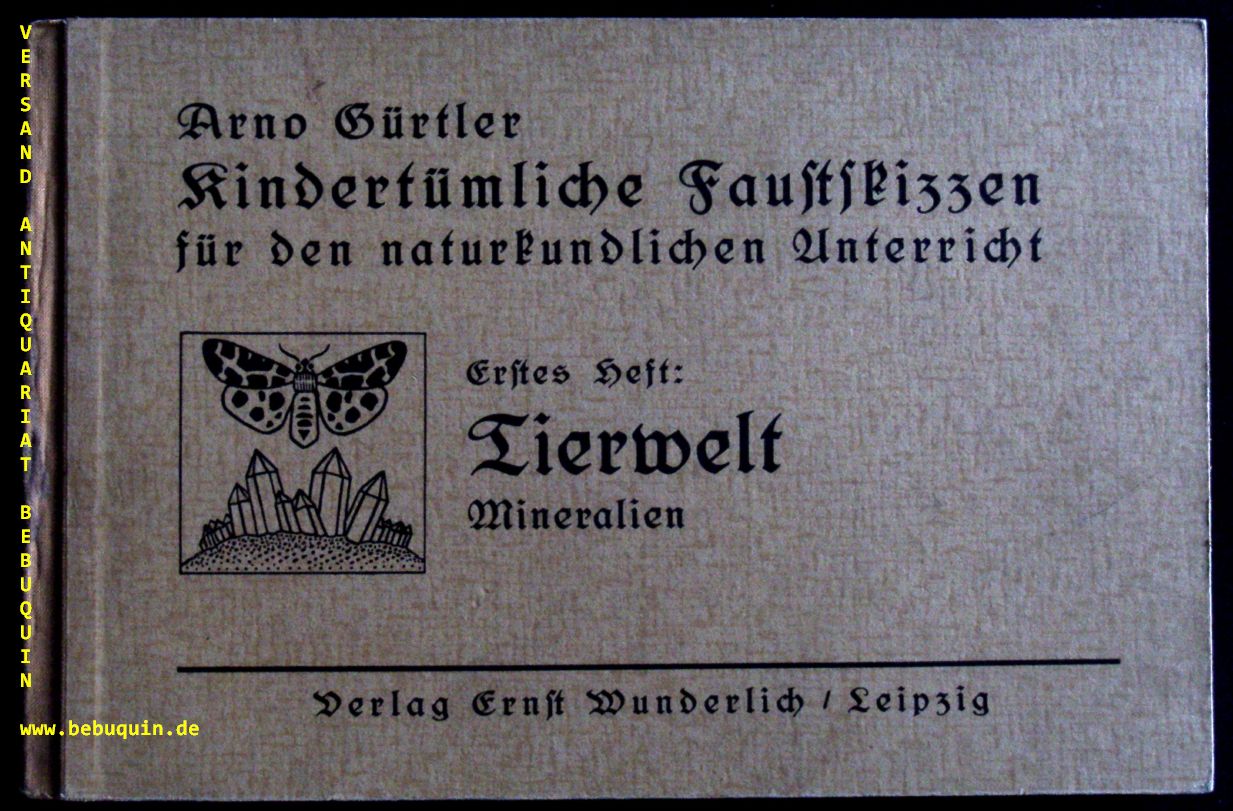 Arno Gürtler
Kindertümliche Faustskizzen
für den naturkundlichen Unterricht
Erstes Heft:
Tierwelt
Mineralien
Verlag Ernst Wunderlich / Leipzig
VERSAND ANTIQUARIAT BEBUQUIN
www.bebuquin.de